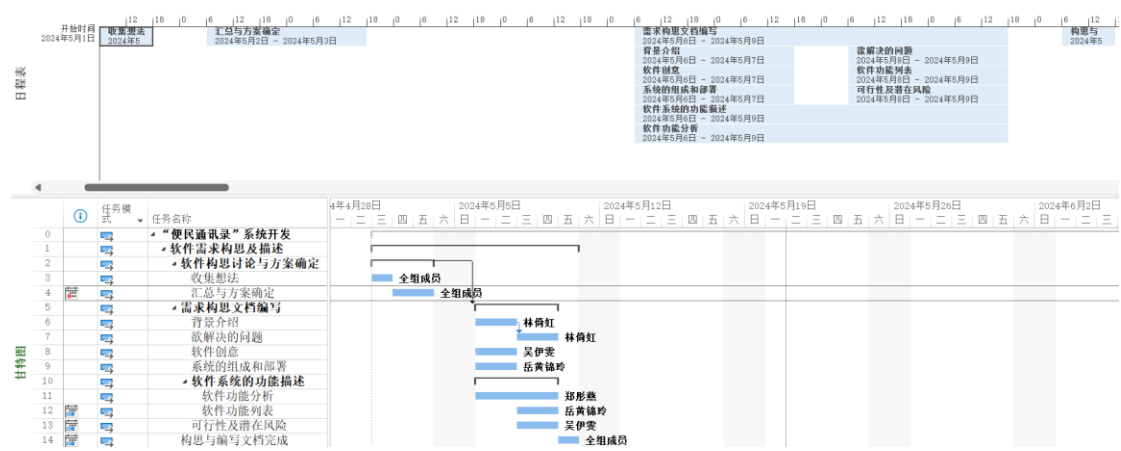 12 18 0 6 12 18 0 6 12 18 0 6 12 18 0 6 12 18 0 6 12 18 0 6 12 18 0 6 12 18 0 6 12 18 0 6 12 18 0 6 12
开始时间
2024年5月1日
收集想法
2024年5
汇总与方案确定
2024年5月2日 - 2024年5月3日
需求构思文档编写
2024年5月6日 - 2024年5月9日
构思与
2024年5
背景介绍
2024年5月6日 - 2024年5月7日
欲解决的问题
2024年5月8日 - 2024年5月9日
软件创意
2024年5月6日 - 2024年5月7日
软件功能列表
2024年5月8日 - 2024年5月9日
系统的组成和部署
2024年5月6日 - 2024年5月7日
可行性及潜在风险
2024年5月8日 - 2024年5月9日
软件系统的功能描述
2024年5月6日 - 2024年5月9日
软件功能分析
2024年5月6日 - 2024年5月9日
日程表
任务模式 任务名称
4年4月28日 2024年5月5日 2024年5月12日 2024年5月19日 2024年5月26日 2024年6月2日
一 二 三 四 五 六 日 一 二 三 四 五 六 日 一 二 三 四 五 六 日 一 二 三 四 五 六 日 一 二 三 四 五 六 日 一 二 三
0 “便民通讯录”系统开发
1 软件需求构思及描述
2 软件构思讨论与方案确定
3 收集想法 全组成员
4 汇总与方案确定 全组成员
5 需求构思文档编写
6 背景介绍 林倚虹
7 欲解决的问题 林倚虹
8 软件创意 吴伊雯
9 系统的组成和部署 岳黄锦玲
10 软件系统的功能描述
11 软件功能分析 郑彤燕
12 软件功能列表 岳黄锦玲
13 可行性及潜在风险 吴伊雯
14 构思与编写文档完成 全组成员
甘特图